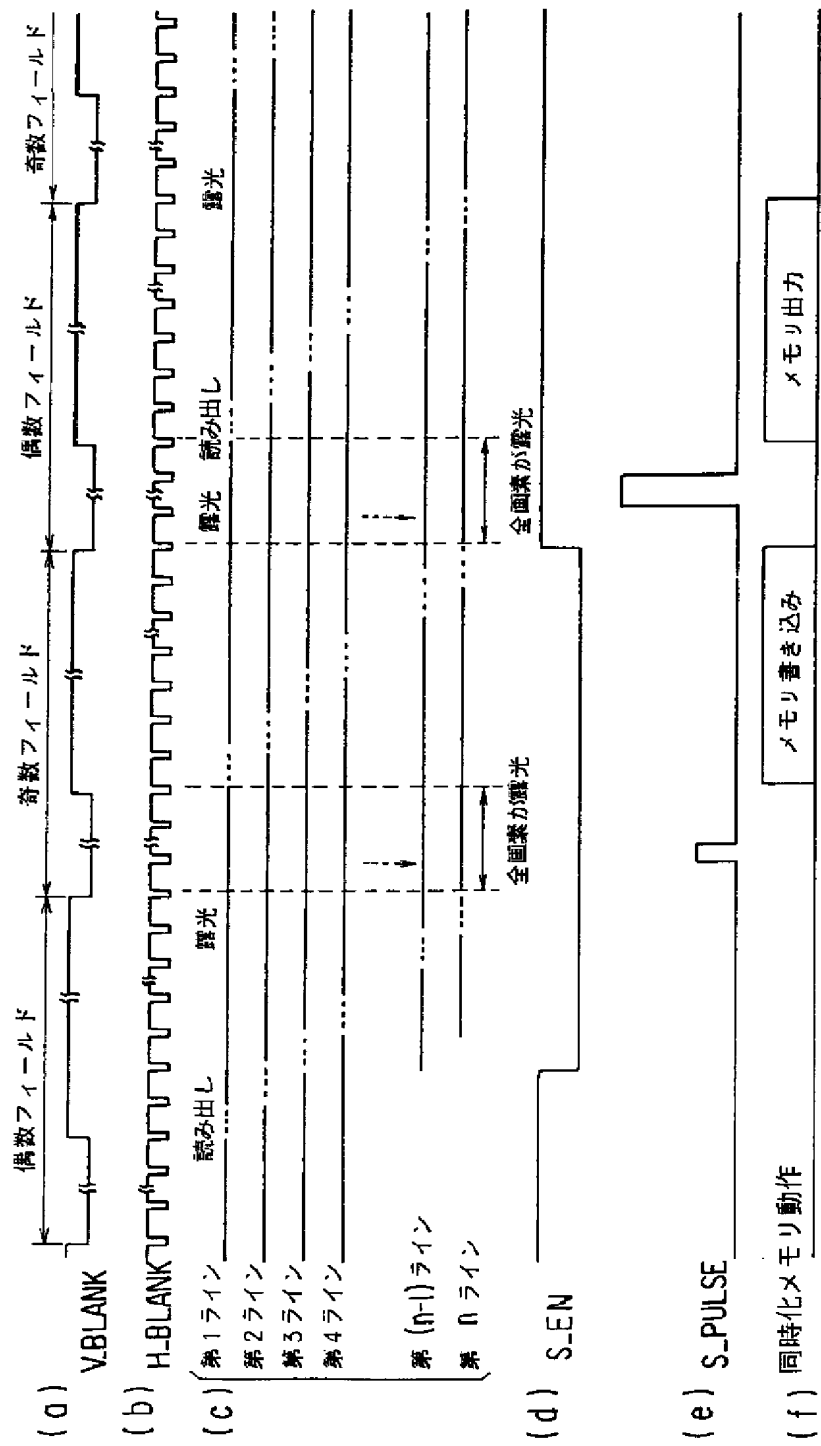 (a) V_BLANK
偶数フィールド
奇数フィールド
偶数フィールド
奇数フィールド
(b) H_BLANK
(c)
第1ライン
読み出し
露光
露光
読み出し
露光
第2ライン
第3ライン
第4ライン
第(n-1)ライン
第nライン
全画素が露光
全画素が露光
(d) S_EN
(e) S_PULSE
(f) 同時化メモリ動作
メモリ書き込み
メモリ出力